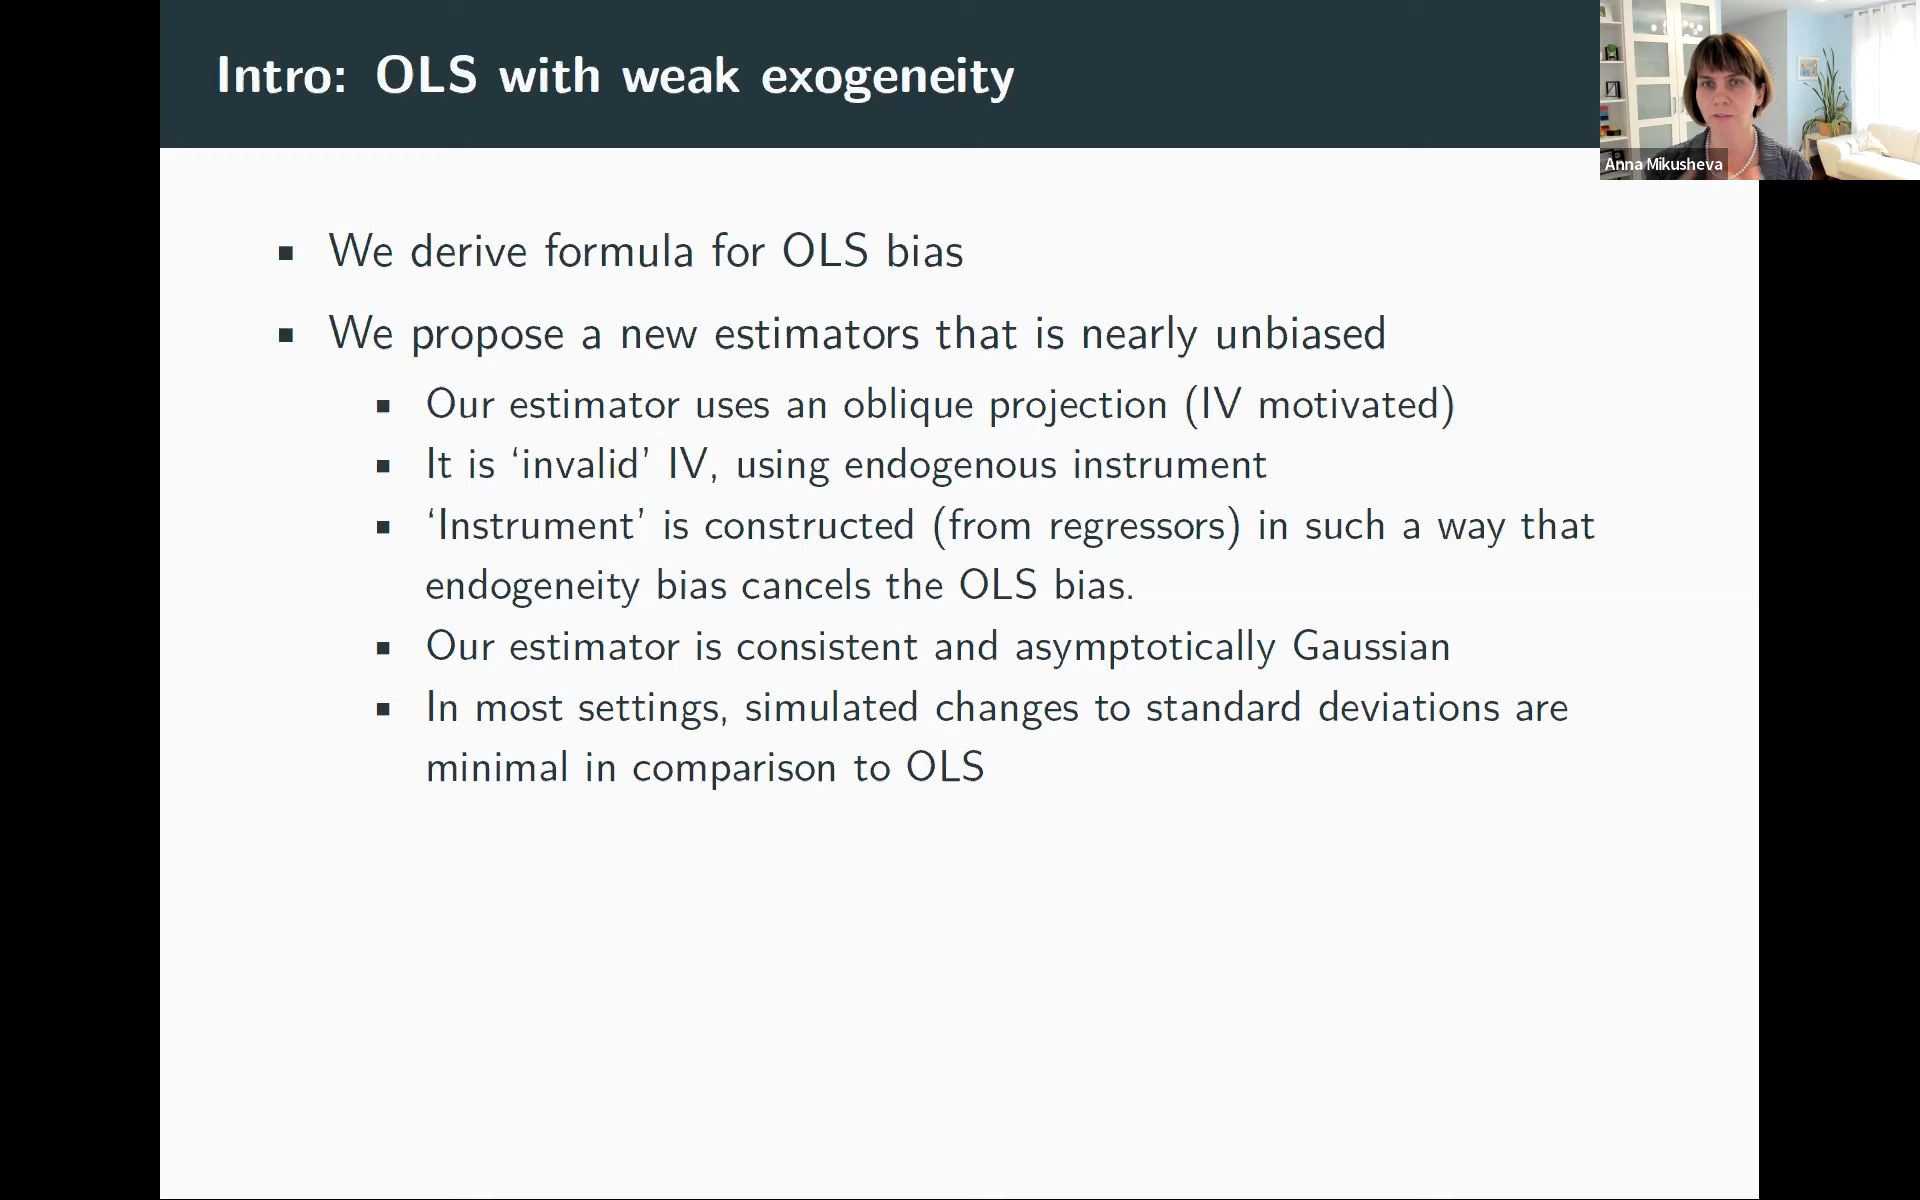 Intro: OLS with weak exogeneity
Anna Mikusheva
▪ We derive formula for OLS bias
▪ We propose a new estimators that is nearly unbiased
▪ Our estimator uses an oblique projection (IV motivated)
▪ It is ‘invalid’ IV, using endogenous instrument
▪ ‘Instrument’ is constructed (from regressors) in such a way that
endogeneity bias cancels the OLS bias.
▪ Our estimator is consistent and asymptotically Gaussian
▪ In most settings, simulated changes to standard deviations are
minimal in comparison to OLS